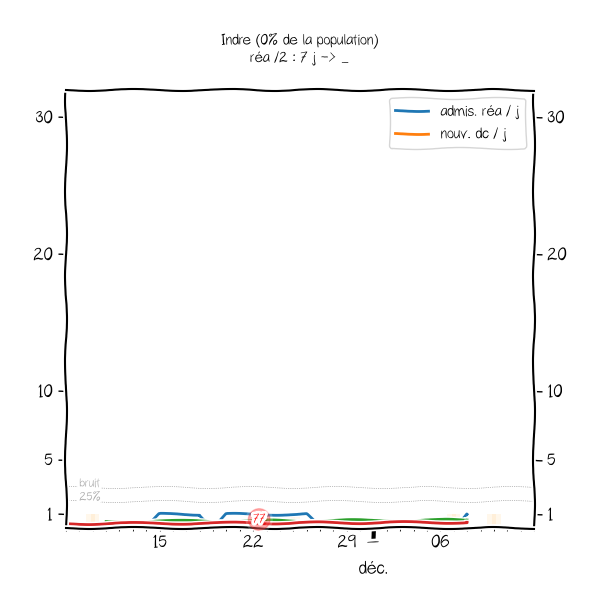 Indre (0% de la population)
réa /2 : 7 j -> _
admis. réa / j
nouv. dc / j
30
30
20
20
10
10
5
5
bruit
25%
1
1
77
15
22
29
06
déc.